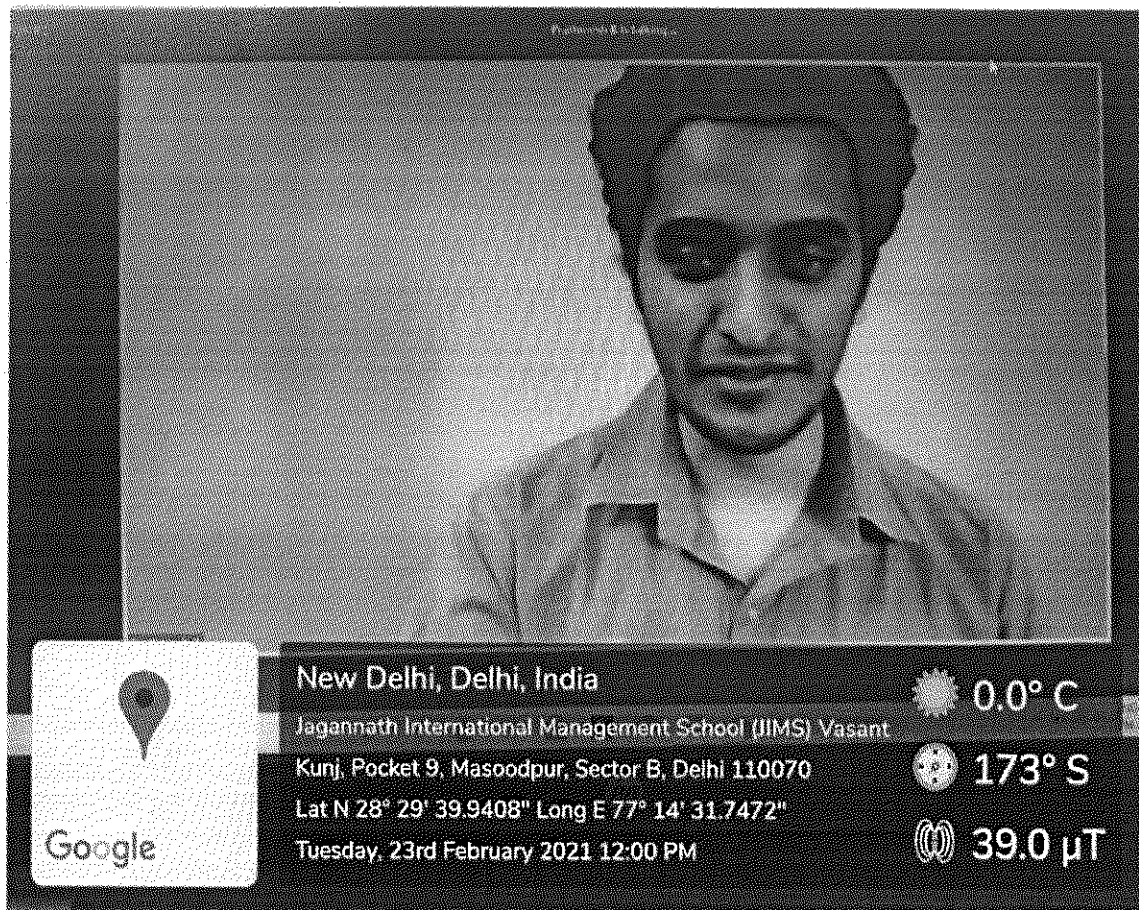 New Delhi, Delhi, India
Jagannath International Management School (JIMS) Vasant
Kunj, Pocket 9, Masoodpur, Sector B, Delhi 110070
Lat N 28° 29' 39.9408" Long E 77° 14' 31.7472"
Tuesday, 23rd February 2021 12:00 PM
0.0° C
173° S
39.0 µT
Google